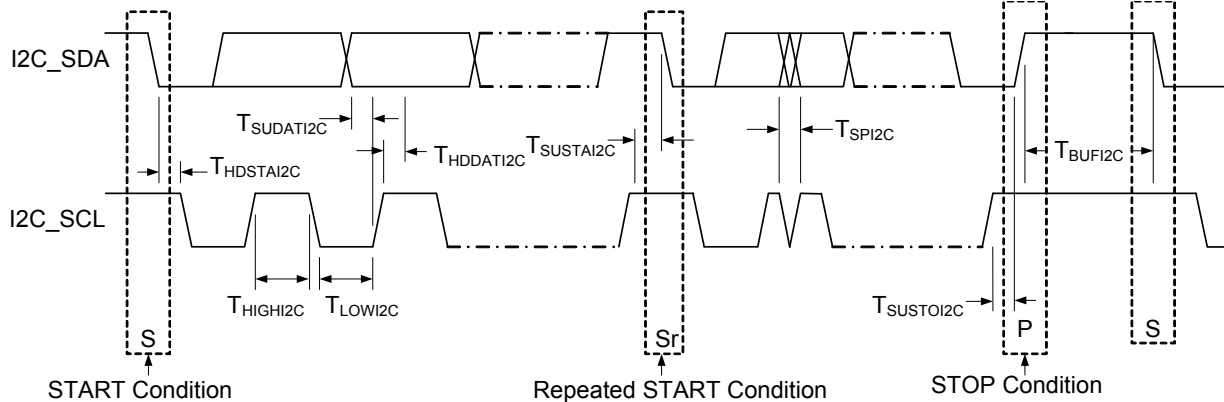 I2C_SDA
TSUDATI2C
THDSTAI2C
THDDATI2C
TSUSTAI2C
TSPI2C
TBUFI2C
I2C_SCL
THIGHI2C
TLOWI2C
TSUSTOI2C
S
Sr
P
S
START Condition
Repeated START Condition
STOP Condition